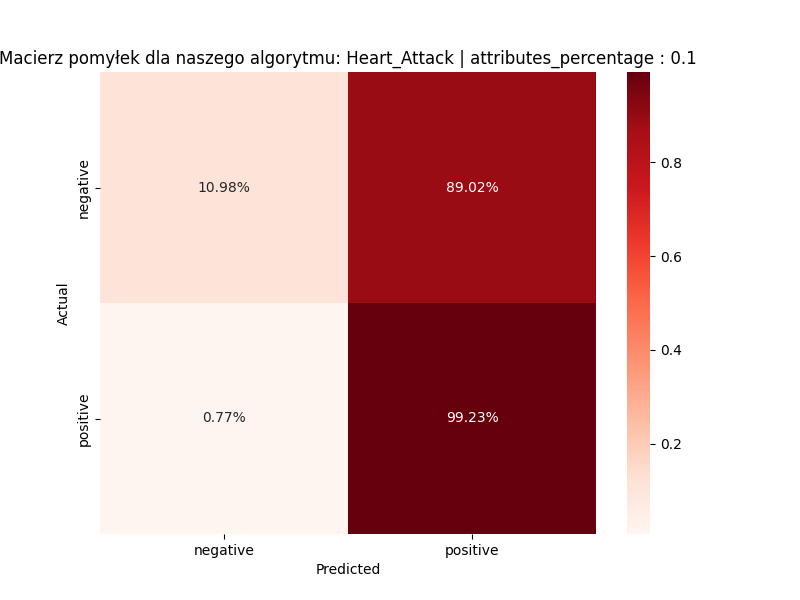 Macierz pomyłek dla naszego algorytmu: Heart_Attack | attributes_percentage : 0.1
negative
10.98%
89.02%
Actual
positive
0.77%
99.23%
negative
positive
Predicted
0.8
0.6
0.4
0.2